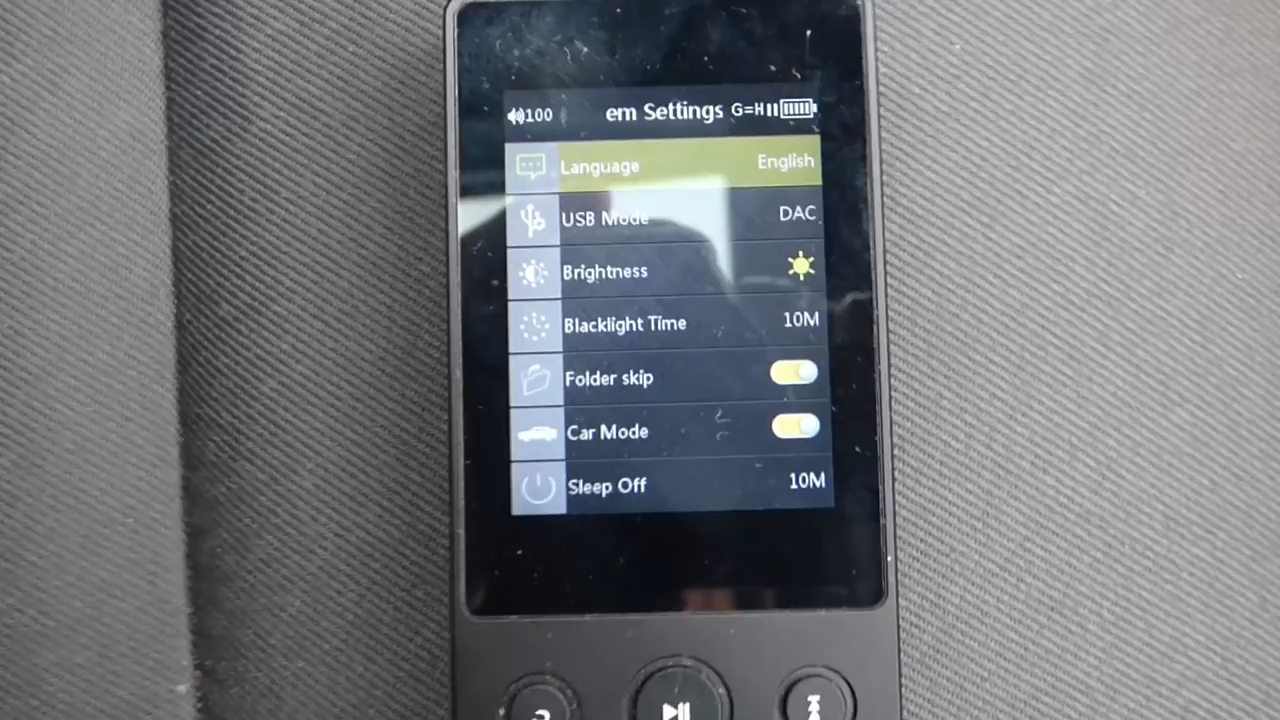 100 em Settings G=H
Language English
USB Mode DAC
Brightness
Blacklight Time 10M
Folder skip
Car Mode
Sleep Off 10M